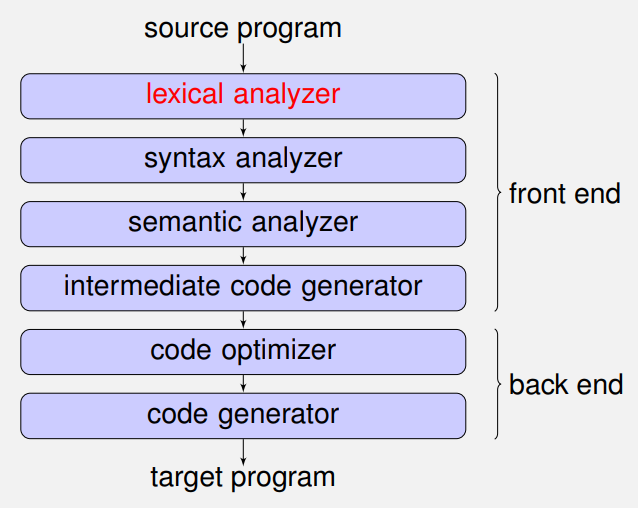 source program
lexical analyzer
syntax analyzer
semantic analyzer
front end
intermediate code generator
code optimizer
back end
code generator
target program